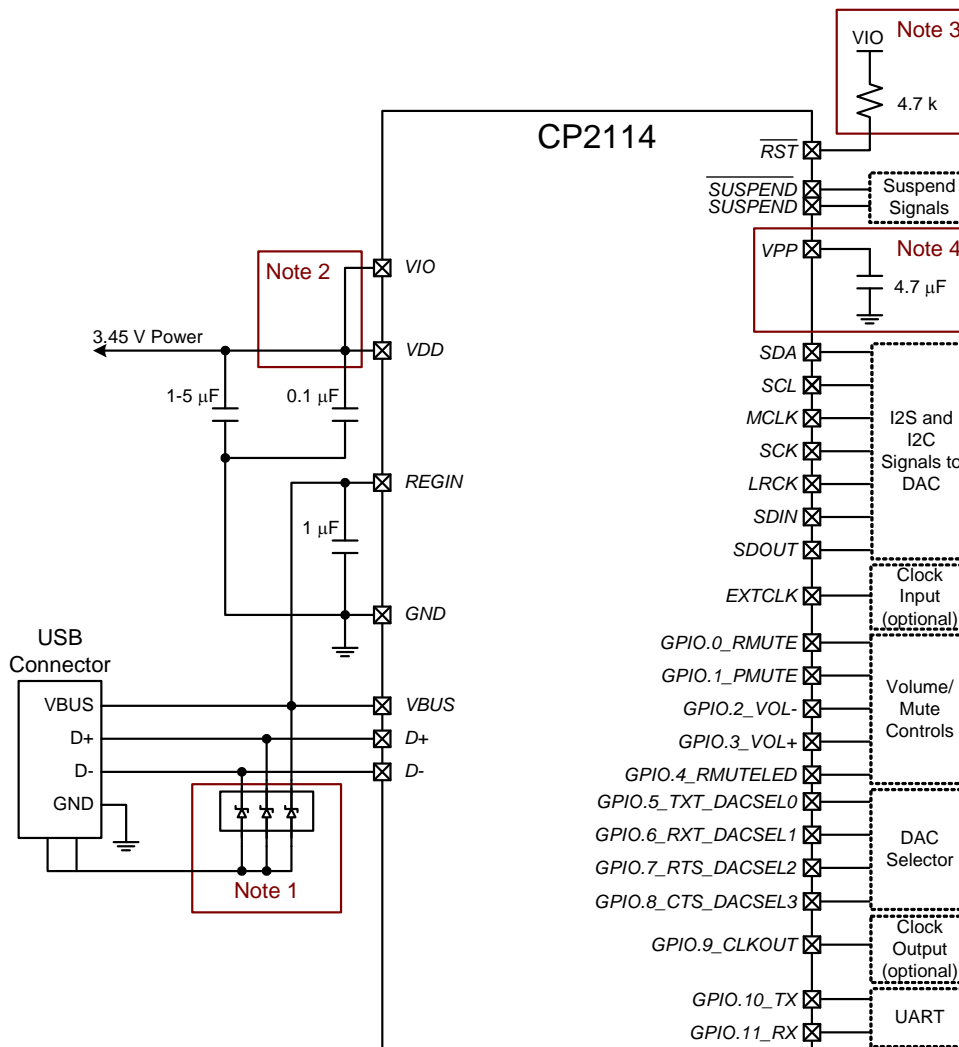 Note 3
VIO
4.7 k
CP2114
RST
SUSPEND
SUSPEND
Suspend
Signals
Note 4
VPP
4.7 μF
Note 2
VIO
3.45 V Power
VDD
1-5 μF
0.1 μF
REGIN
1 μF
GND
USB
Connector
VBUS
D+
D-
GND
VBUS
D+
D-
Note 1
SDA
SCL
MCLK
SCK
LRCK
SDIN
SDOUT
I2S and
I2C
Signals to
DAC
EXTCLK
Clock
Input
(optional)
GPIO.0_RMUTE
GPIO.1_PMUTE
GPIO.2_VOL-
GPIO.3_VOL+
GPIO.4_RMUTELED
Volume/
Mute
Controls
GPIO.5_TXT_DACSEL0
GPIO.6_RXT_DACSEL1
GPIO.7_RTS_DACSEL2
GPIO.8_CTS_DACSEL3
DAC
Selector
GPIO.9_CLKOUT
Clock
Output
(optional)
GPIO.10_TX
GPIO.11_RX
UART